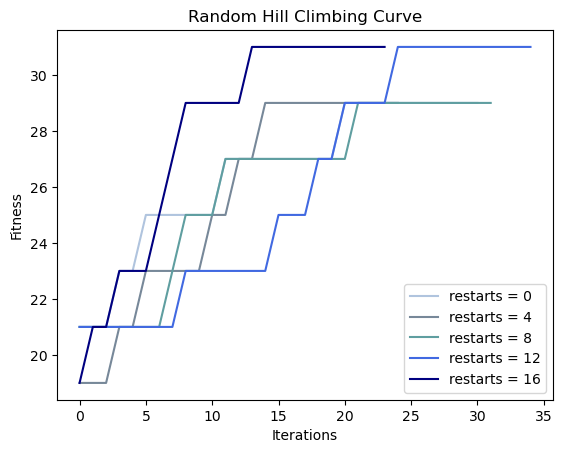 Random Hill Climbing Curve
Fitness
30
28
26
24
22
20
restarts = 0
restarts = 4
restarts = 8
restarts = 12
restarts = 16
0 5 10 15 20 25 30 35
Iterations